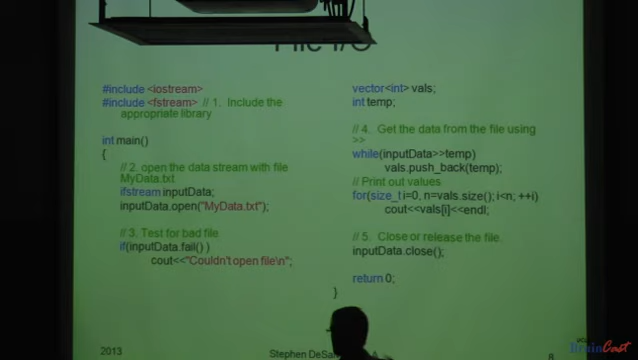 File I/O
#include <iostream>
#include <fstream> // 1. Include the
appropriate library
int main()
{
// 2. open the data stream with file
MyData.txt
ifstream inputData;
inputData.open("MyData.txt");
// 3. Test for bad file
if(inputData.fail() )
cout<<"Couldn't open file\n";
vector<int> vals;
int temp;
// 4. Get the data from the file using
>>
while(inputData>>temp)
vals.push_back(temp);
// Print out values
for(size_t i=0, n=vals.size(); i<n; ++i)
cout<<vals[i]<<endl;
// 5. Close or release the file
inputData.close();
return 0;
}
2013
Stephen
8
BrainCast